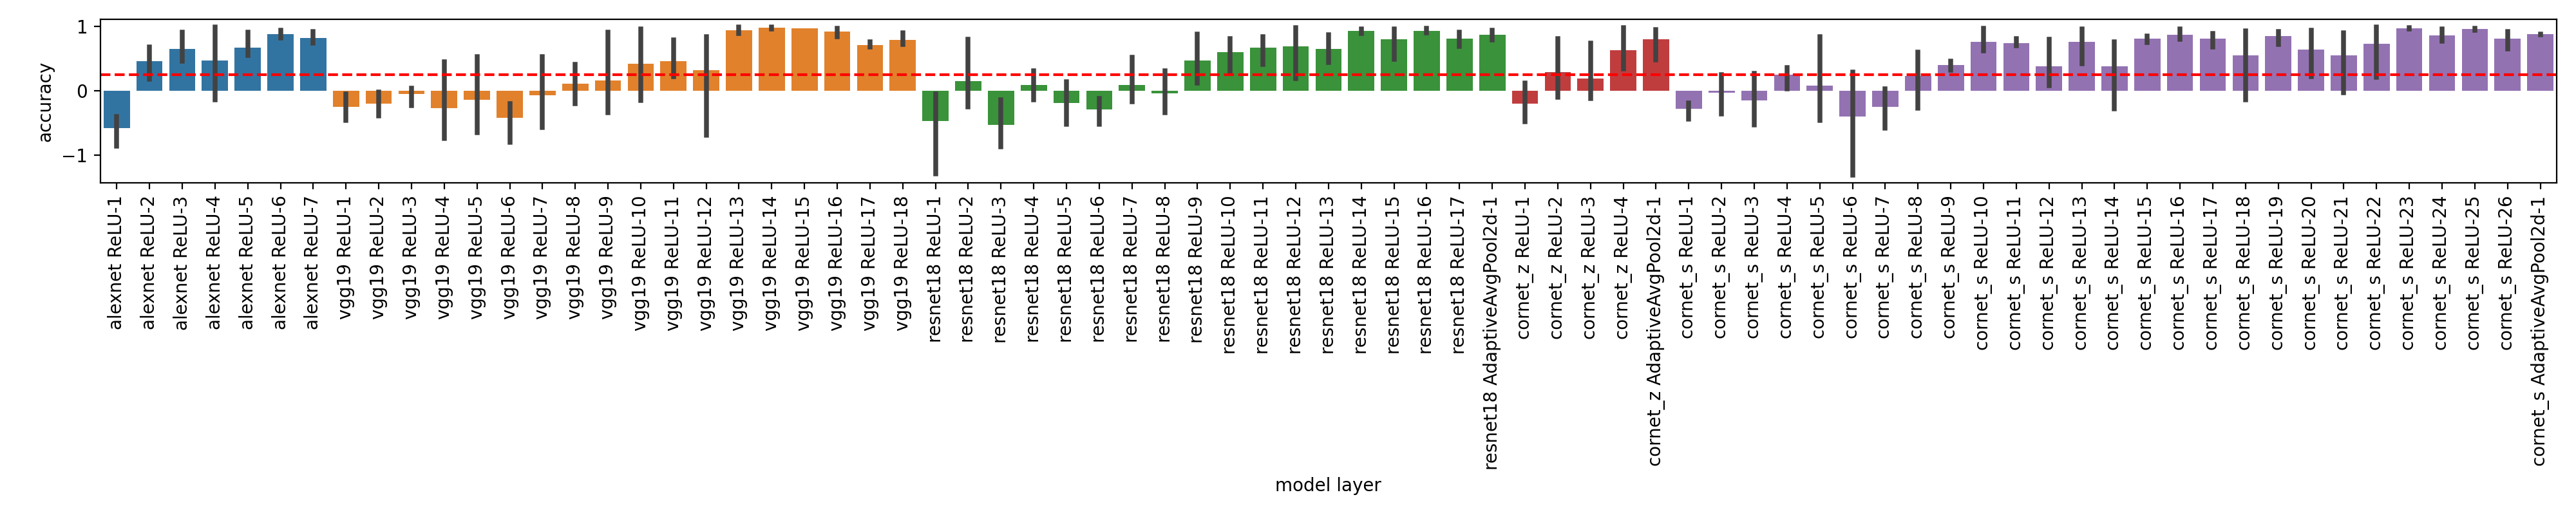 accuracy
1
0
−1
alexnet ReLU-1
alexnet ReLU-2
alexnet ReLU-3
alexnet ReLU-4
alexnet ReLU-5
alexnet ReLU-6
alexnet ReLU-7
vgg19 ReLU-1
vgg19 ReLU-2
vgg19 ReLU-3
vgg19 ReLU-4
vgg19 ReLU-5
vgg19 ReLU-6
vgg19 ReLU-7
vgg19 ReLU-8
vgg19 ReLU-9
vgg19 ReLU-10
vgg19 ReLU-11
vgg19 ReLU-12
vgg19 ReLU-13
vgg19 ReLU-14
vgg19 ReLU-15
vgg19 ReLU-16
vgg19 ReLU-17
vgg19 ReLU-18
resnet18 ReLU-1
resnet18 ReLU-2
resnet18 ReLU-3
resnet18 ReLU-4
resnet18 ReLU-5
resnet18 ReLU-6
resnet18 ReLU-7
resnet18 ReLU-8
resnet18 ReLU-9
resnet18 ReLU-10
resnet18 ReLU-11
resnet18 ReLU-12
resnet18 ReLU-13
resnet18 ReLU-14
resnet18 ReLU-15
resnet18 ReLU-16
resnet18 ReLU-17
resnet18 AdaptiveAvgPool2d-1
cornet_z ReLU-1
cornet_z ReLU-2
cornet_z ReLU-3
cornet_z ReLU-4
cornet_z AdaptiveAvgPool2d-1
cornet_s ReLU-1
cornet_s ReLU-2
cornet_s ReLU-3
cornet_s ReLU-4
cornet_s ReLU-5
cornet_s ReLU-6
cornet_s ReLU-7
cornet_s ReLU-8
cornet_s ReLU-9
cornet_s ReLU-10
cornet_s ReLU-11
cornet_s ReLU-12
cornet_s ReLU-13
cornet_s ReLU-14
cornet_s ReLU-15
cornet_s ReLU-16
cornet_s ReLU-17
cornet_s ReLU-18
cornet_s ReLU-19
cornet_s ReLU-20
cornet_s ReLU-21
cornet_s ReLU-22
cornet_s ReLU-23
cornet_s ReLU-24
cornet_s ReLU-25
cornet_s ReLU-26
cornet_s AdaptiveAvgPool2d-1
model layer